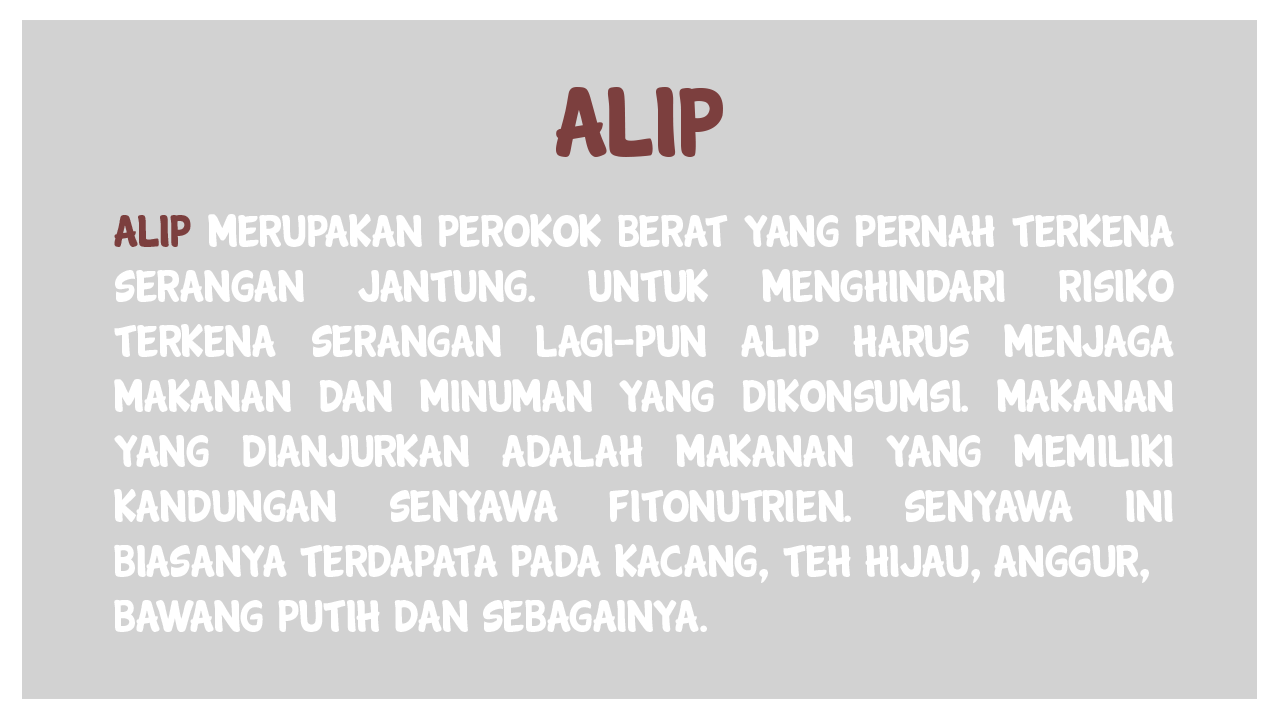 ALIP
ALIP MERUPAKAN PEROKOK BERAT YANG PERNAH TERKENA
SERANGAN JANTUNG. UNTUK MENGHINDARI RISIKO
TERKENA SERANGAN LAGI-PUN ALIP HARUS MENJAGA
MAKANAN DAN MINUMAN YANG DIKONSUMSI. MAKANAN
YANG DIANJURKAN ADALAH MAKANAN YANG MEMILIKI
KANDUNGAN SENYAWA FITONUTRIEN. SENYAWA INI
BIASANYA TERDAPATA PADA KACANG, TEH HIJAU, ANGGUR,
BAWANG PUTIH DAN SEBAGAINYA.